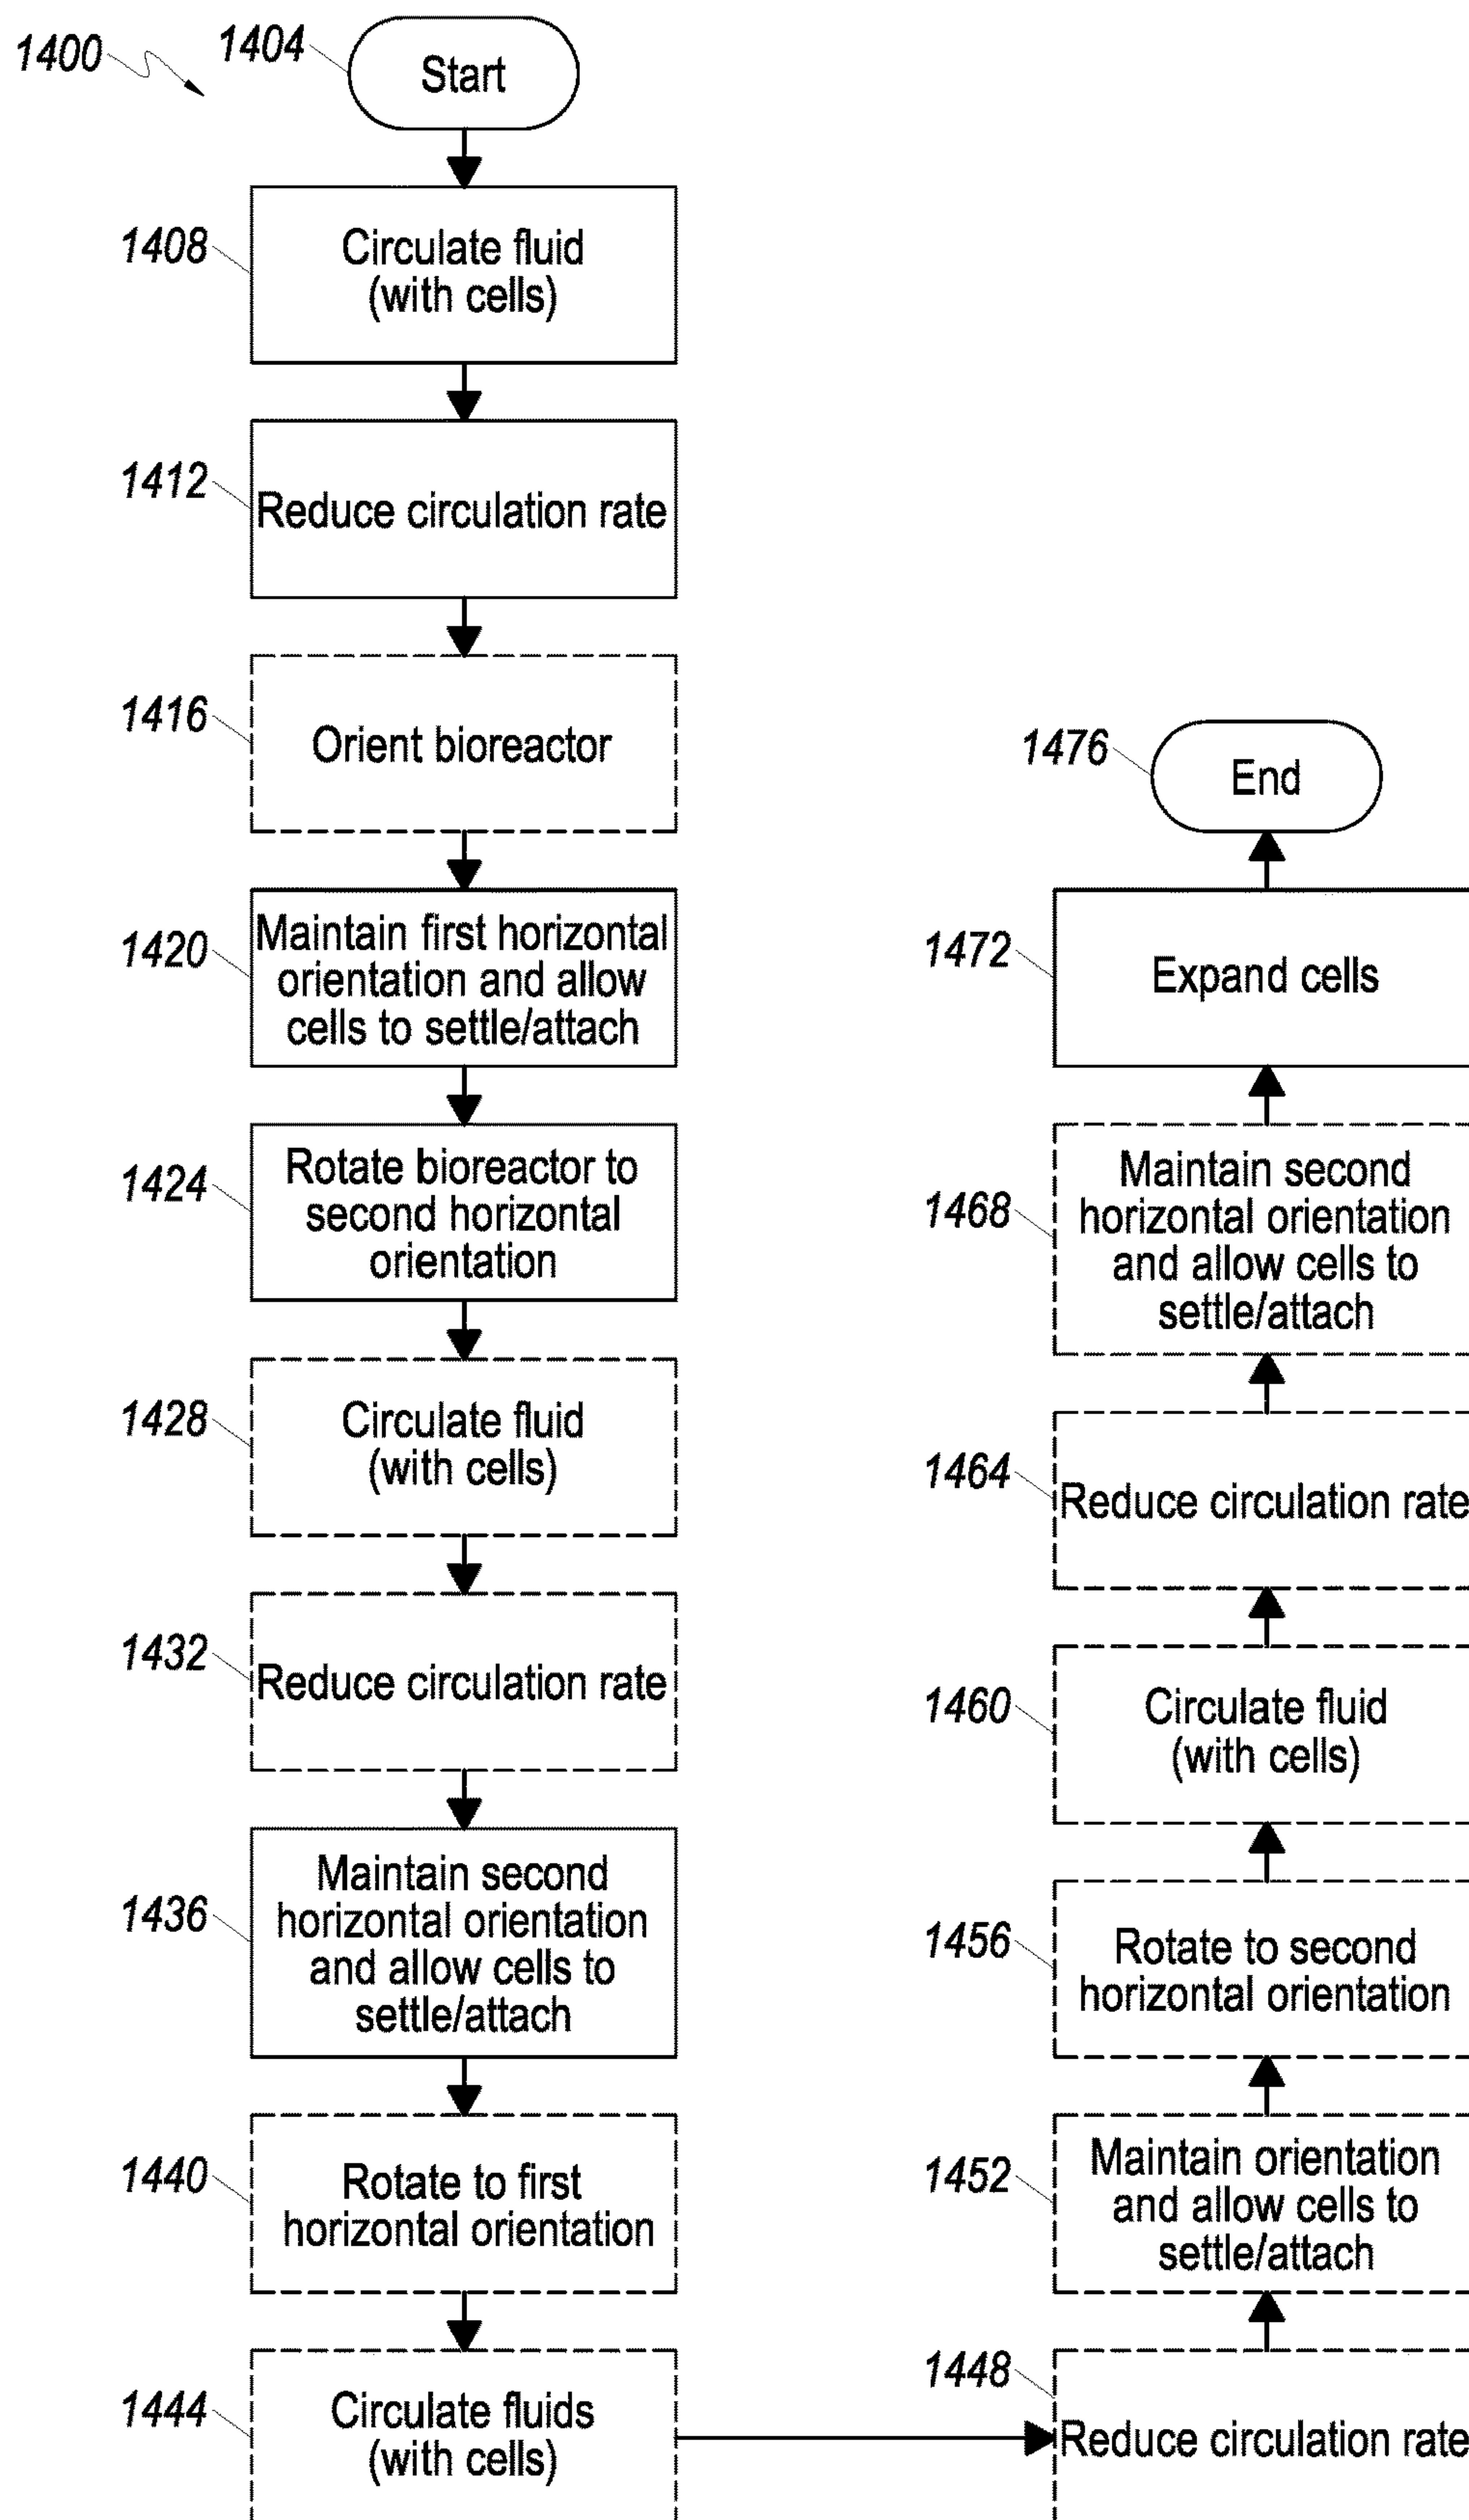 1400
1404
Start
1408
Circulate fluid
(with cells)
1412
Reduce circulation rate
1416
Orient bioreactor
1420
Maintain first horizontal
orientation and allow
cells to settle/attach
1424
Rotate bioreactor to
second horizontal
orientation
1428
Circulate fluid
(with cells)
1432
Reduce circulation rate
1436
Maintain second
horizontal orientation
and allow cells to
settle/attach
1440
Rotate to first
horizontal orientation
1444
Circulate fluids
(with cells)
1448
Reduce circulation rate
1452
Maintain orientation
and allow cells to
settle/attach
1456
Rotate to second
horizontal orientation
1460
Circulate fluid
(with cells)
1464
Reduce circulation rate
1468
Maintain second
horizontal orientation
and allow cells to
settle/attach
1472
Expand cells
1476
End